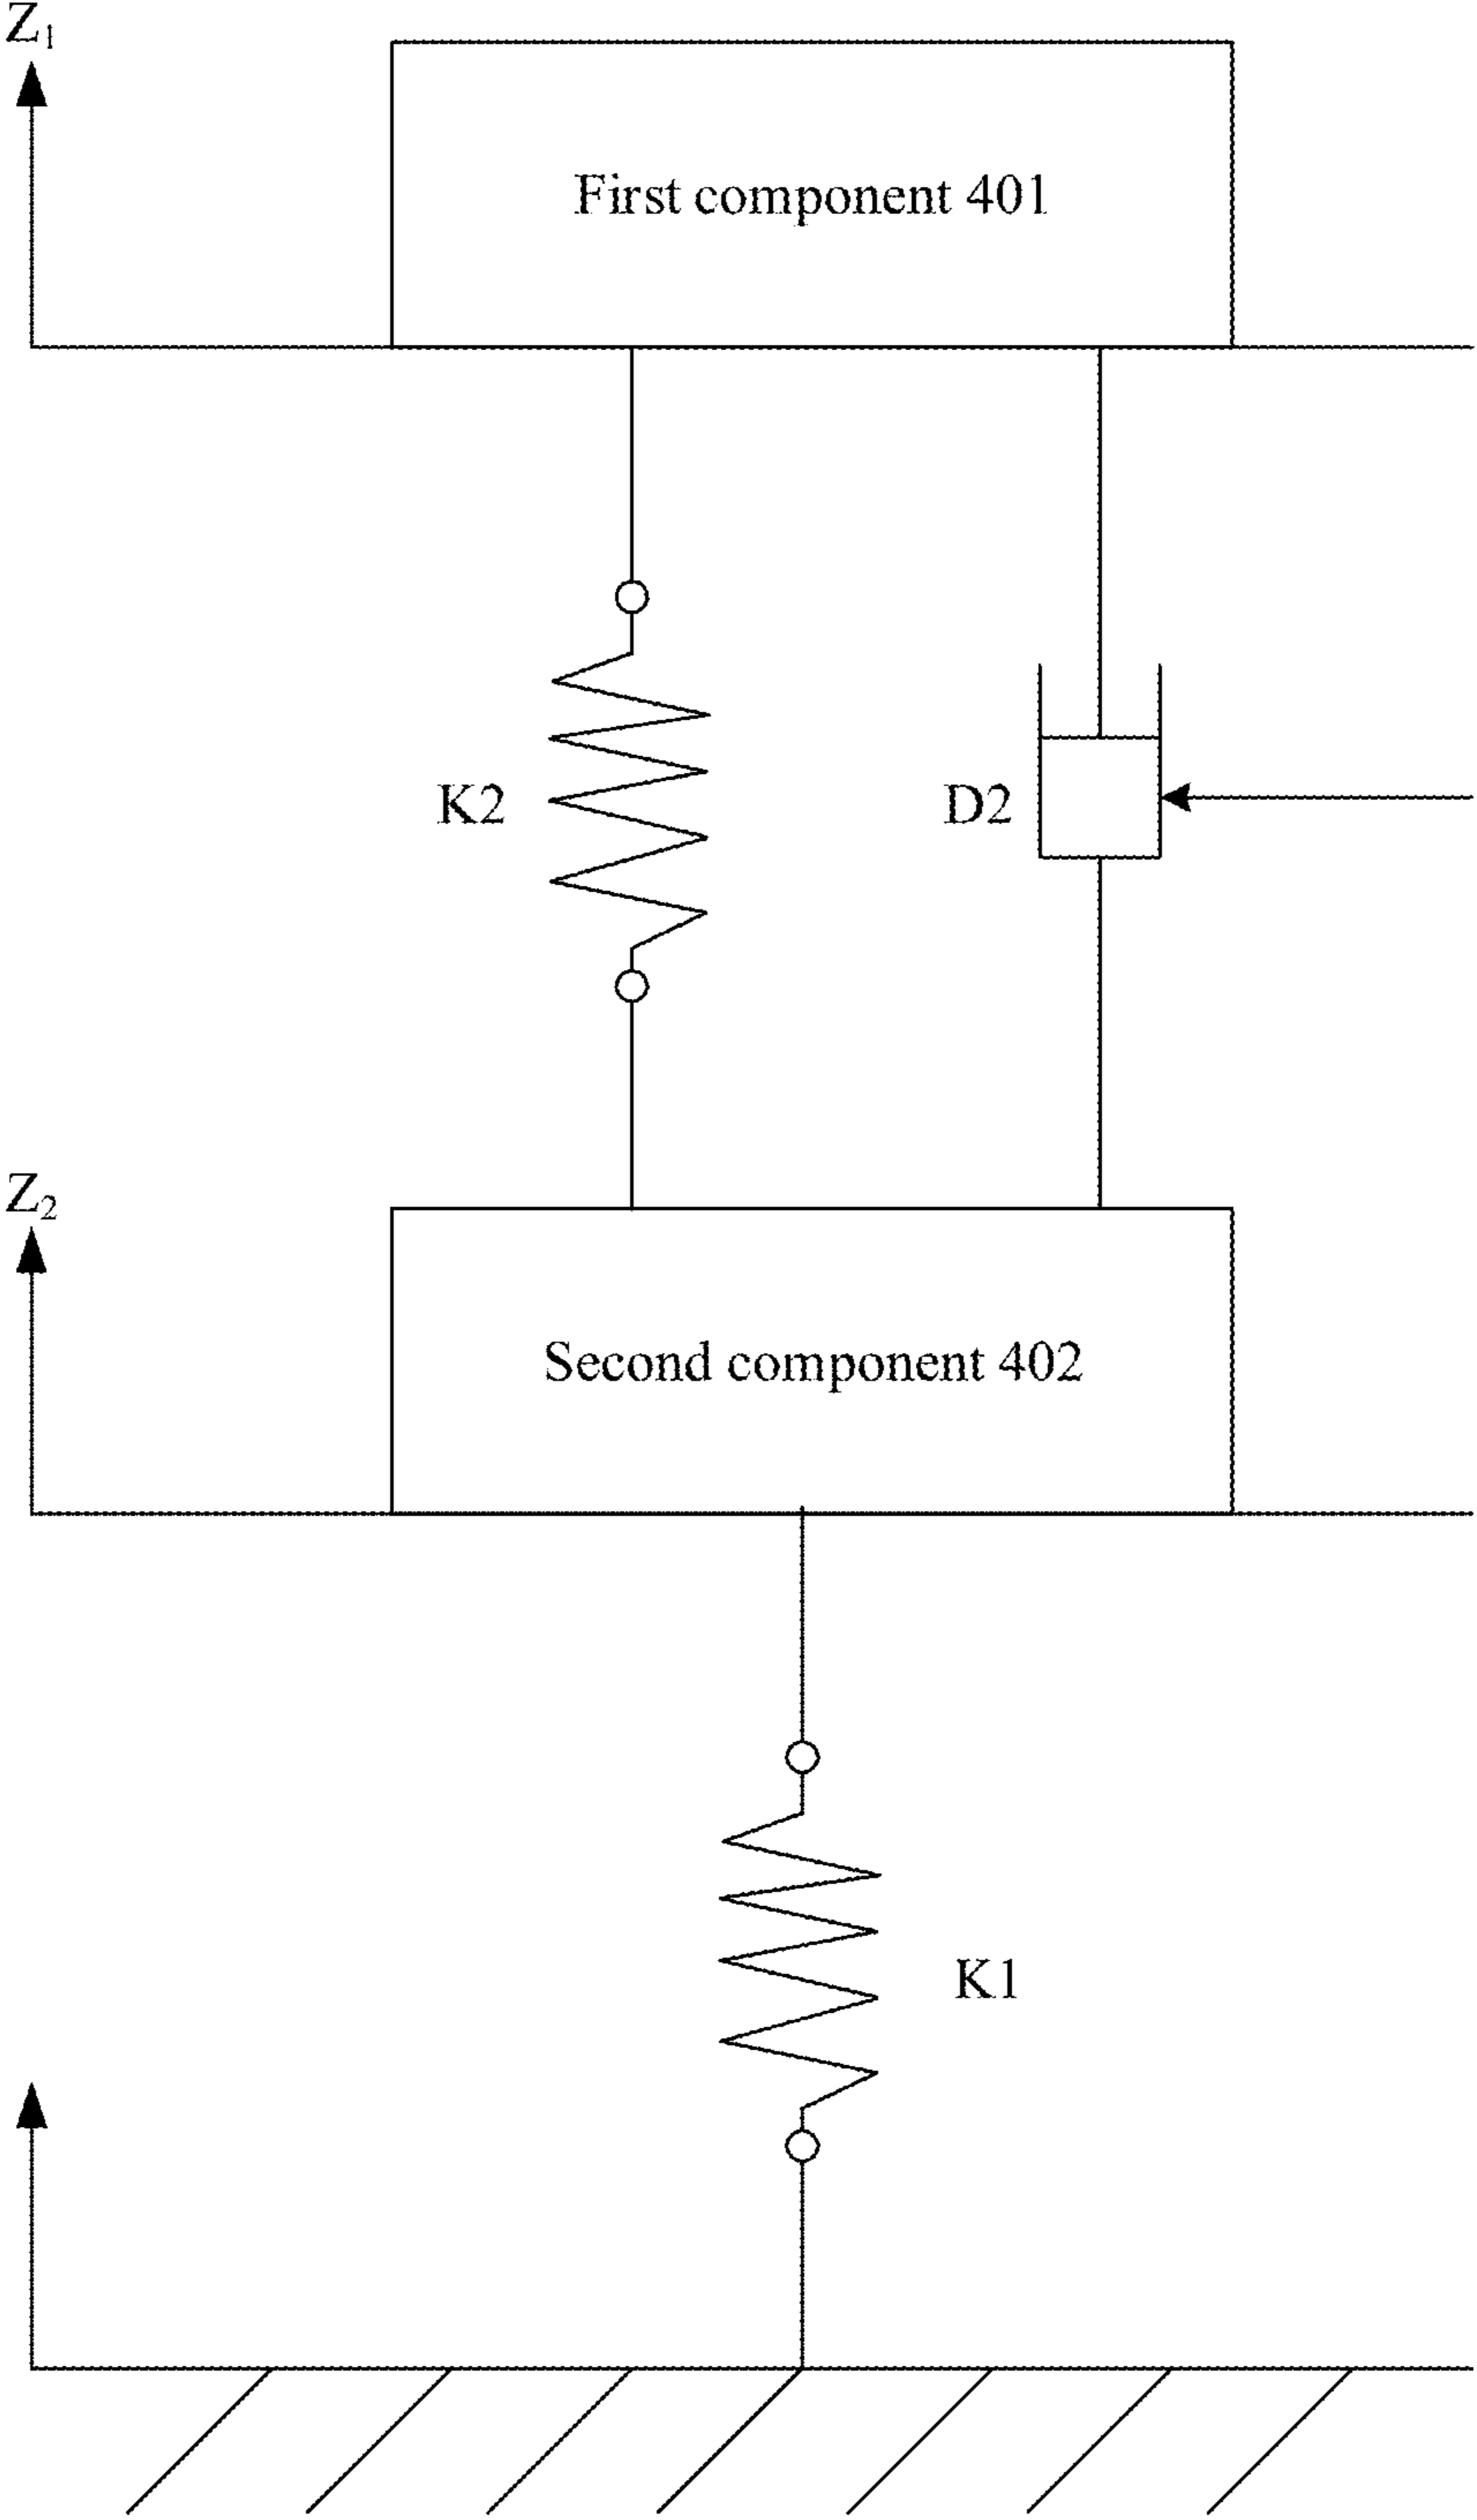 Z₁
First component 401
K2
D2
Z₂
Second component 402
K1